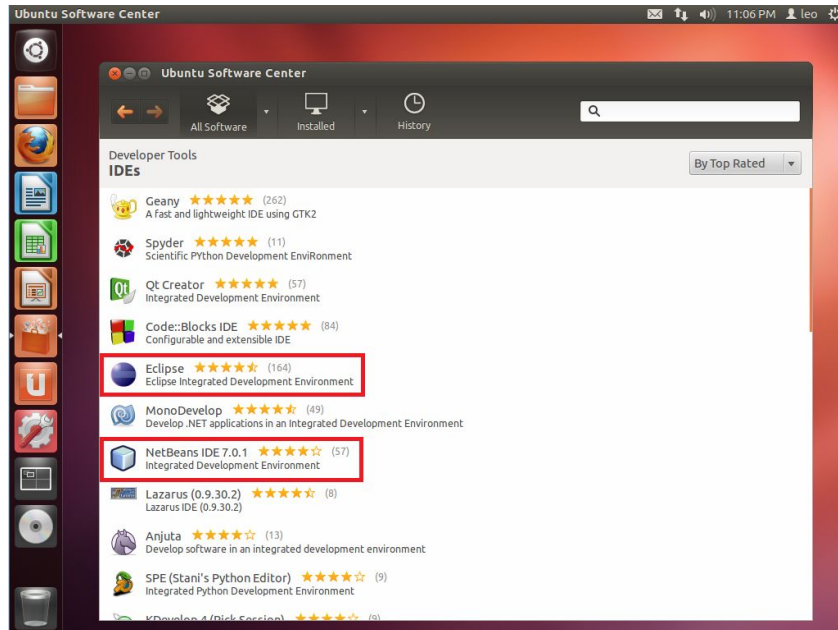 Ubuntu Software Center 11:06 PM leo
Ubuntu Software Center
All Software Installed History
Developer Tools
IDEs
By Top Rated
Geany (262)
A fast and lightweight IDE using GTK2
Spyder (11)
Scientific PYthon Development EnviRonment
Qt Creator (57)
Integrated Development Environment
Code::Blocks IDE (84)
Configurable and extensible IDE
Eclipse (164)
Eclipse Integrated Development Environment
MonoDevelop (49)
Develop .NET applications in an Integrated Development Environment
NetBeans IDE 7.0.1 (57)
Integrated Development Environment
Lazarus (0.9.30.2) (8)
Lazarus IDE (0.9.30.2)
Anjuta (13)
Develop software in an integrated development environment
SPE (Stani's Python Editor) (9)
Integrated Python Development Environment
KDevelop 4 (Pick Session) (9)